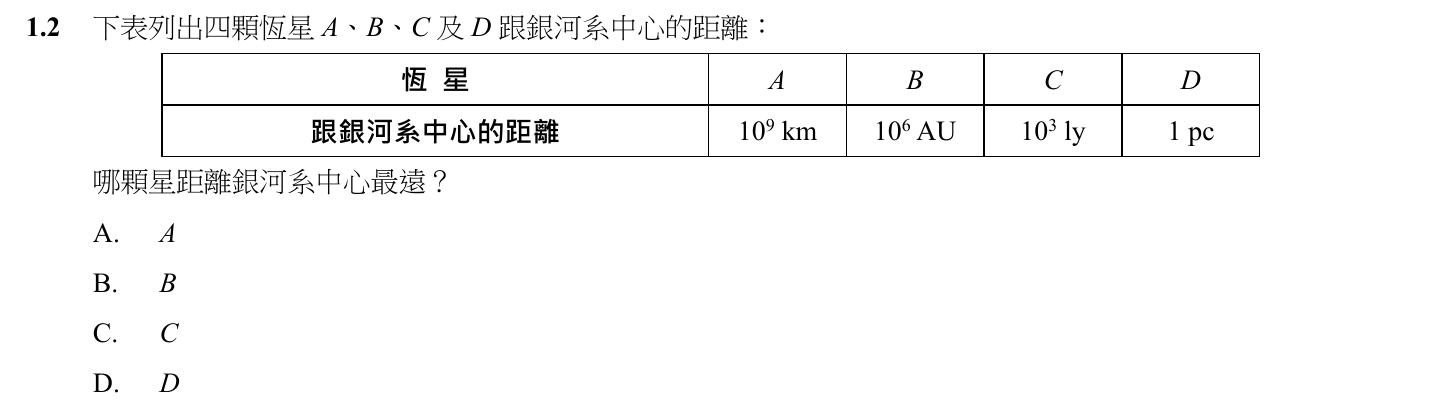 1.2 下表列出四顆恆星 A、B、C 及 D 跟銀河系中心的距離：
恆 星 A B C D
跟銀河系中心的距離 10⁹ km 10⁶ AU 10³ ly 1 pc
哪顆星距離銀河系中心最遠？
A. A
B. B
C. C
D. D